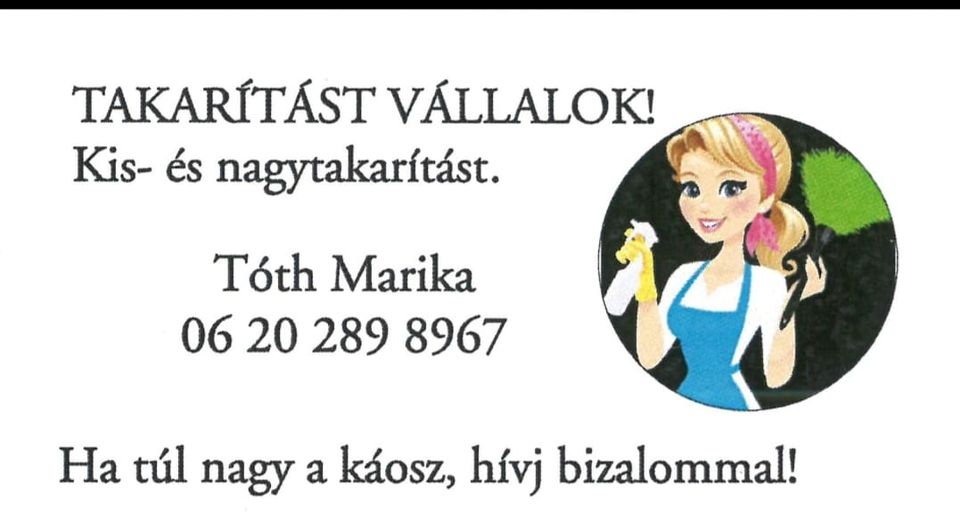 TAKARÍTÁST VÁLLALOK!
Kis- és nagytakarítást.
Tóth Marika
06 20 289 8967
Ha túl nagy a káosz, hívj bizalommal!